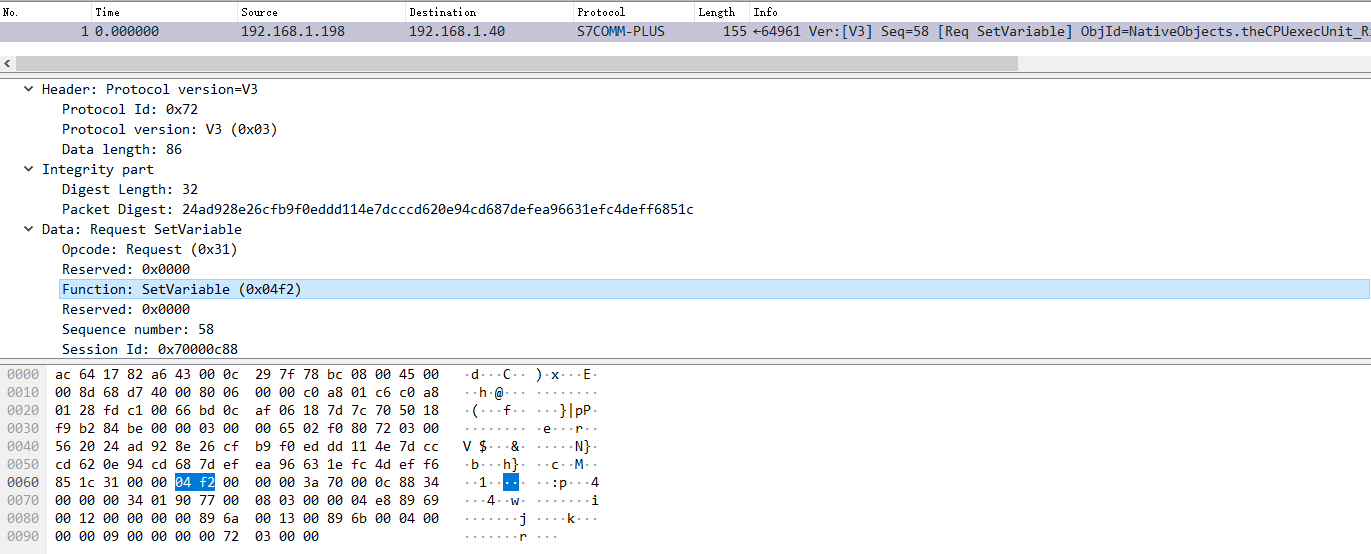 No. Time Source Destination Protocol Length Info
1 0.000000 192.168.1.198 192.168.1.40 S7COMM-PLUS 155 ←64961 Ver:[V3] Seq=58 [Req SetVariable] ObjId=NativeObjects.theCPUexecUnit_R
Header: Protocol version=V3
Protocol Id: 0x72
Protocol version: V3 (0x03)
Data length: 86
Integrity part
Digest Length: 32
Packet Digest: 24ad928e26cfb9f0eddd114e7dcccd620e94cd687defea96631efc4deff6851c
Data: Request SetVariable
Opcode: Request (0x31)
Reserved: 0x0000
Function: SetVariable (0x04f2)
Reserved: 0x0000
Sequence number: 58
Session Id: 0x70000c88
0000 ac 64 17 82 a6 43 00 0c 29 7f 78 bc 08 00 45 00 ·d···C·· )·x···E·
0010 00 8d 68 d7 40 00 80 06 00 00 c0 a8 01 c6 c0 a8 ··h·@··· ········
0020 01 28 fd c1 00 66 bd 0c af 06 18 7d 7c 70 50 18 ·(···f·· ···}|pP·
0030 f9 b2 84 be 00 00 03 00 00 65 02 f0 80 72 03 00 ········ ·e···r··
0040 56 20 24 ad 92 8e 26 cf b9 f0 ed dd 11 4e 7d cc V $···&· ·····N}·
0050 cd 62 0e 94 cd 68 7d ef ea 96 63 1e fc 4d ef f6 ·b···h}· ··c··M··
0060 85 1c 31 00 00 04 f2 00 00 00 3a 70 00 0c 88 34 ··1····· ··:p···4
0070 00 00 00 34 01 90 77 00 08 03 00 00 04 e8 89 69 ···4··w· ·······i
0080 00 12 00 00 00 00 89 6a 00 13 00 89 6b 00 04 00 ·······j ····k···
0090 00 00 09 00 00 00 00 72 03 00 00 ·······r ···